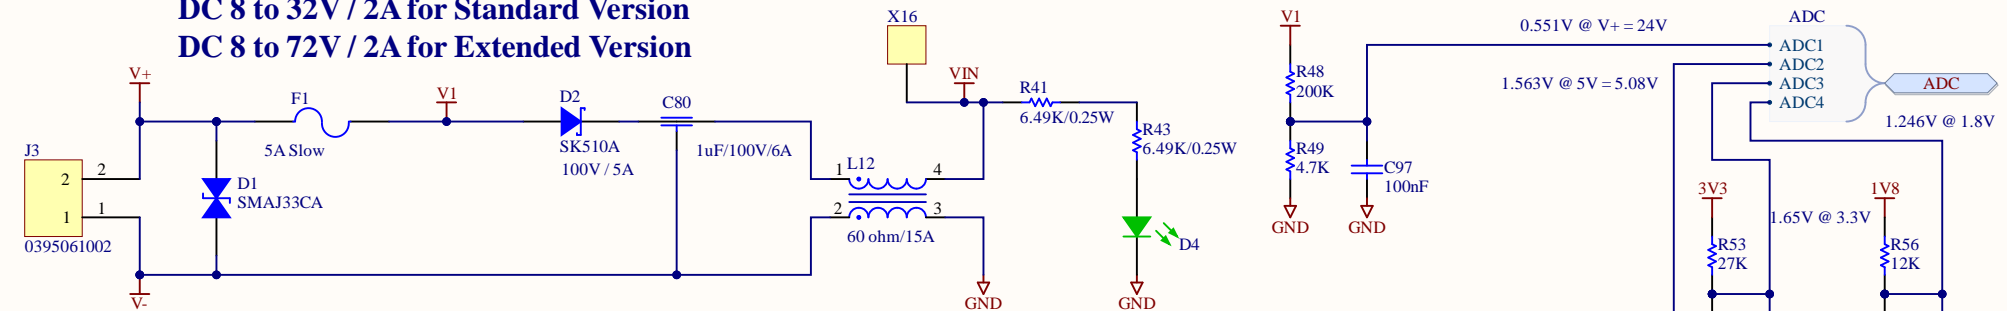 DC 8 to 32V / 2A for Standard Version
DC 8 to 72V / 2A for Extended Version
V+
F1
5A Slow
V1
D2
SK510A
100V / 5A
C80
1uF/100V/6A
J3
2
1
2
1
0395061002
D1
SMAJ33CA
V-
L12
1
4
2
3
60 ohm/15A
X16
VIN
R41
6.49K/0.25W
R43
6.49K/0.25W
D4
GND
GND
V1
R48
200K
R49
4.7K
C97
100nF
GND
GND
0.551V @ V+ = 24V
1.563V @ 5V = 5.08V
ADC
ADC1
ADC2
ADC3
ADC4
ADC
1.246V @ 1.8V
3V3
1.65V @ 3.3V
R53
27K
1V8
R56
12K